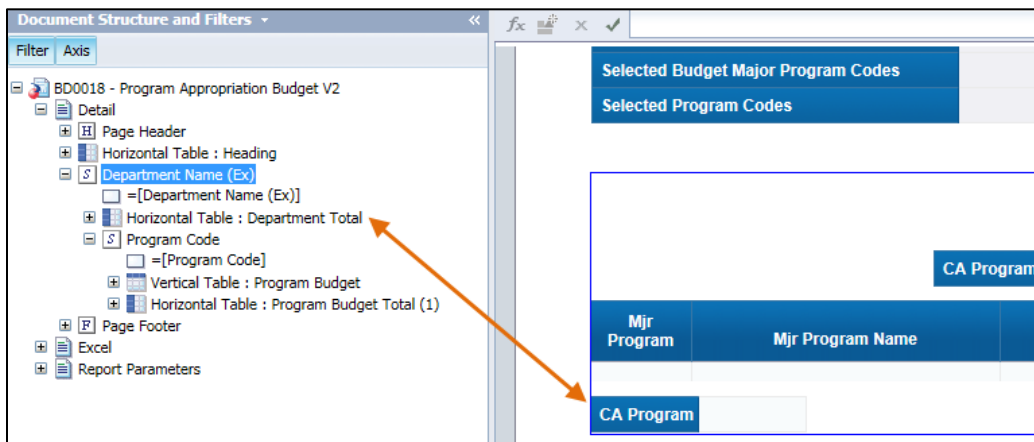 Document Structure and Filters
Filter Axis
BD0018 - Program Appropriation Budget V2
Detail
H Page Header
Horizontal Table : Heading
S Department Name (Ex)
=[Department Name (Ex)]
Horizontal Table : Department Total
S Program Code
=[Program Code]
Vertical Table : Program Budget
Horizontal Table : Program Budget Total (1)
F Page Footer
Excel
Report Parameters
fx
Selected Budget Major Program Codes
Selected Program Codes
CA Program
Mjr
Program
Mjr Program Name
CA Program